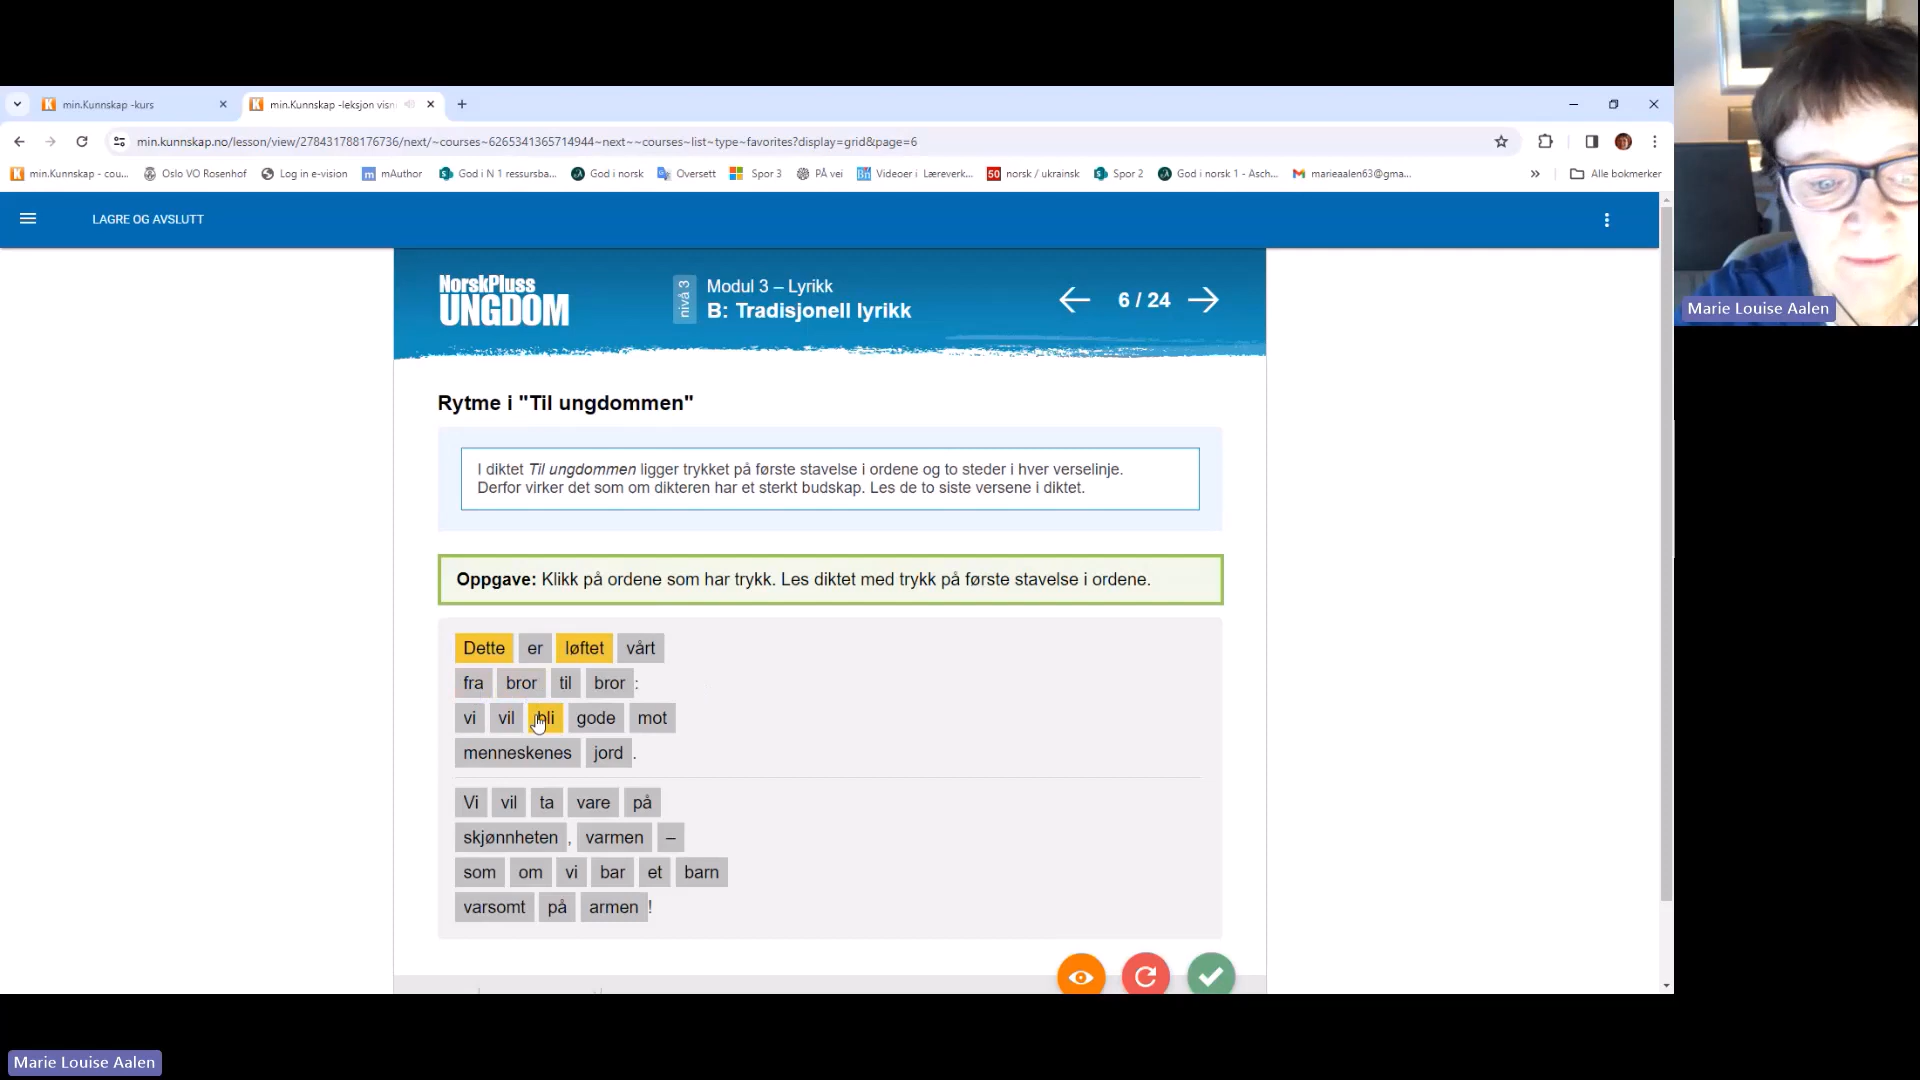 min.Kunnskap -kurs
min.Kunnskap -leksjon visni
min.kunnskap.no/lesson/view/278431788176736/next/~courses~6265341365714944~next~~courses~list~type~favorites?display=grid&page=6
min.Kunnskap - cou...
Oslo VO Rosenhof
Log in e-vision
m mAuthor
God i N 1 ressursba...
God i norsk
Oversett
Spor 3
PÅ vei
Bn Videoer i Læreverk...
50 norsk / ukrainsk
Spor 2
God i norsk 1 - Asch...
marieaalen63@gma...
Alle bokmerker
LAGRE OG AVSLUTT
NorskPluss
UNGDOM
nivå 3
Modul 3 – Lyrikk
B: Tradisjonell lyrikk
6 / 24
Rytme i "Til ungdommen"
I diktet Til ungdommen ligger trykket på første stavelse i ordene og to steder i hver verselinje.
Derfor virker det som om dikteren har et sterkt budskap. Les de to siste versene i diktet.
Oppgave: Klikk på ordene som har trykk. Les diktet med trykk på første stavelse i ordene.
Dette er løftet vårt
fra bror til bror :
vi vil bli gode mot
menneskenes jord .
Vi vil ta vare på
skjønnheten , varmen –
som om vi bar et barn
varsomt på armen !
Marie Louise Aalen
Marie Louise Aalen